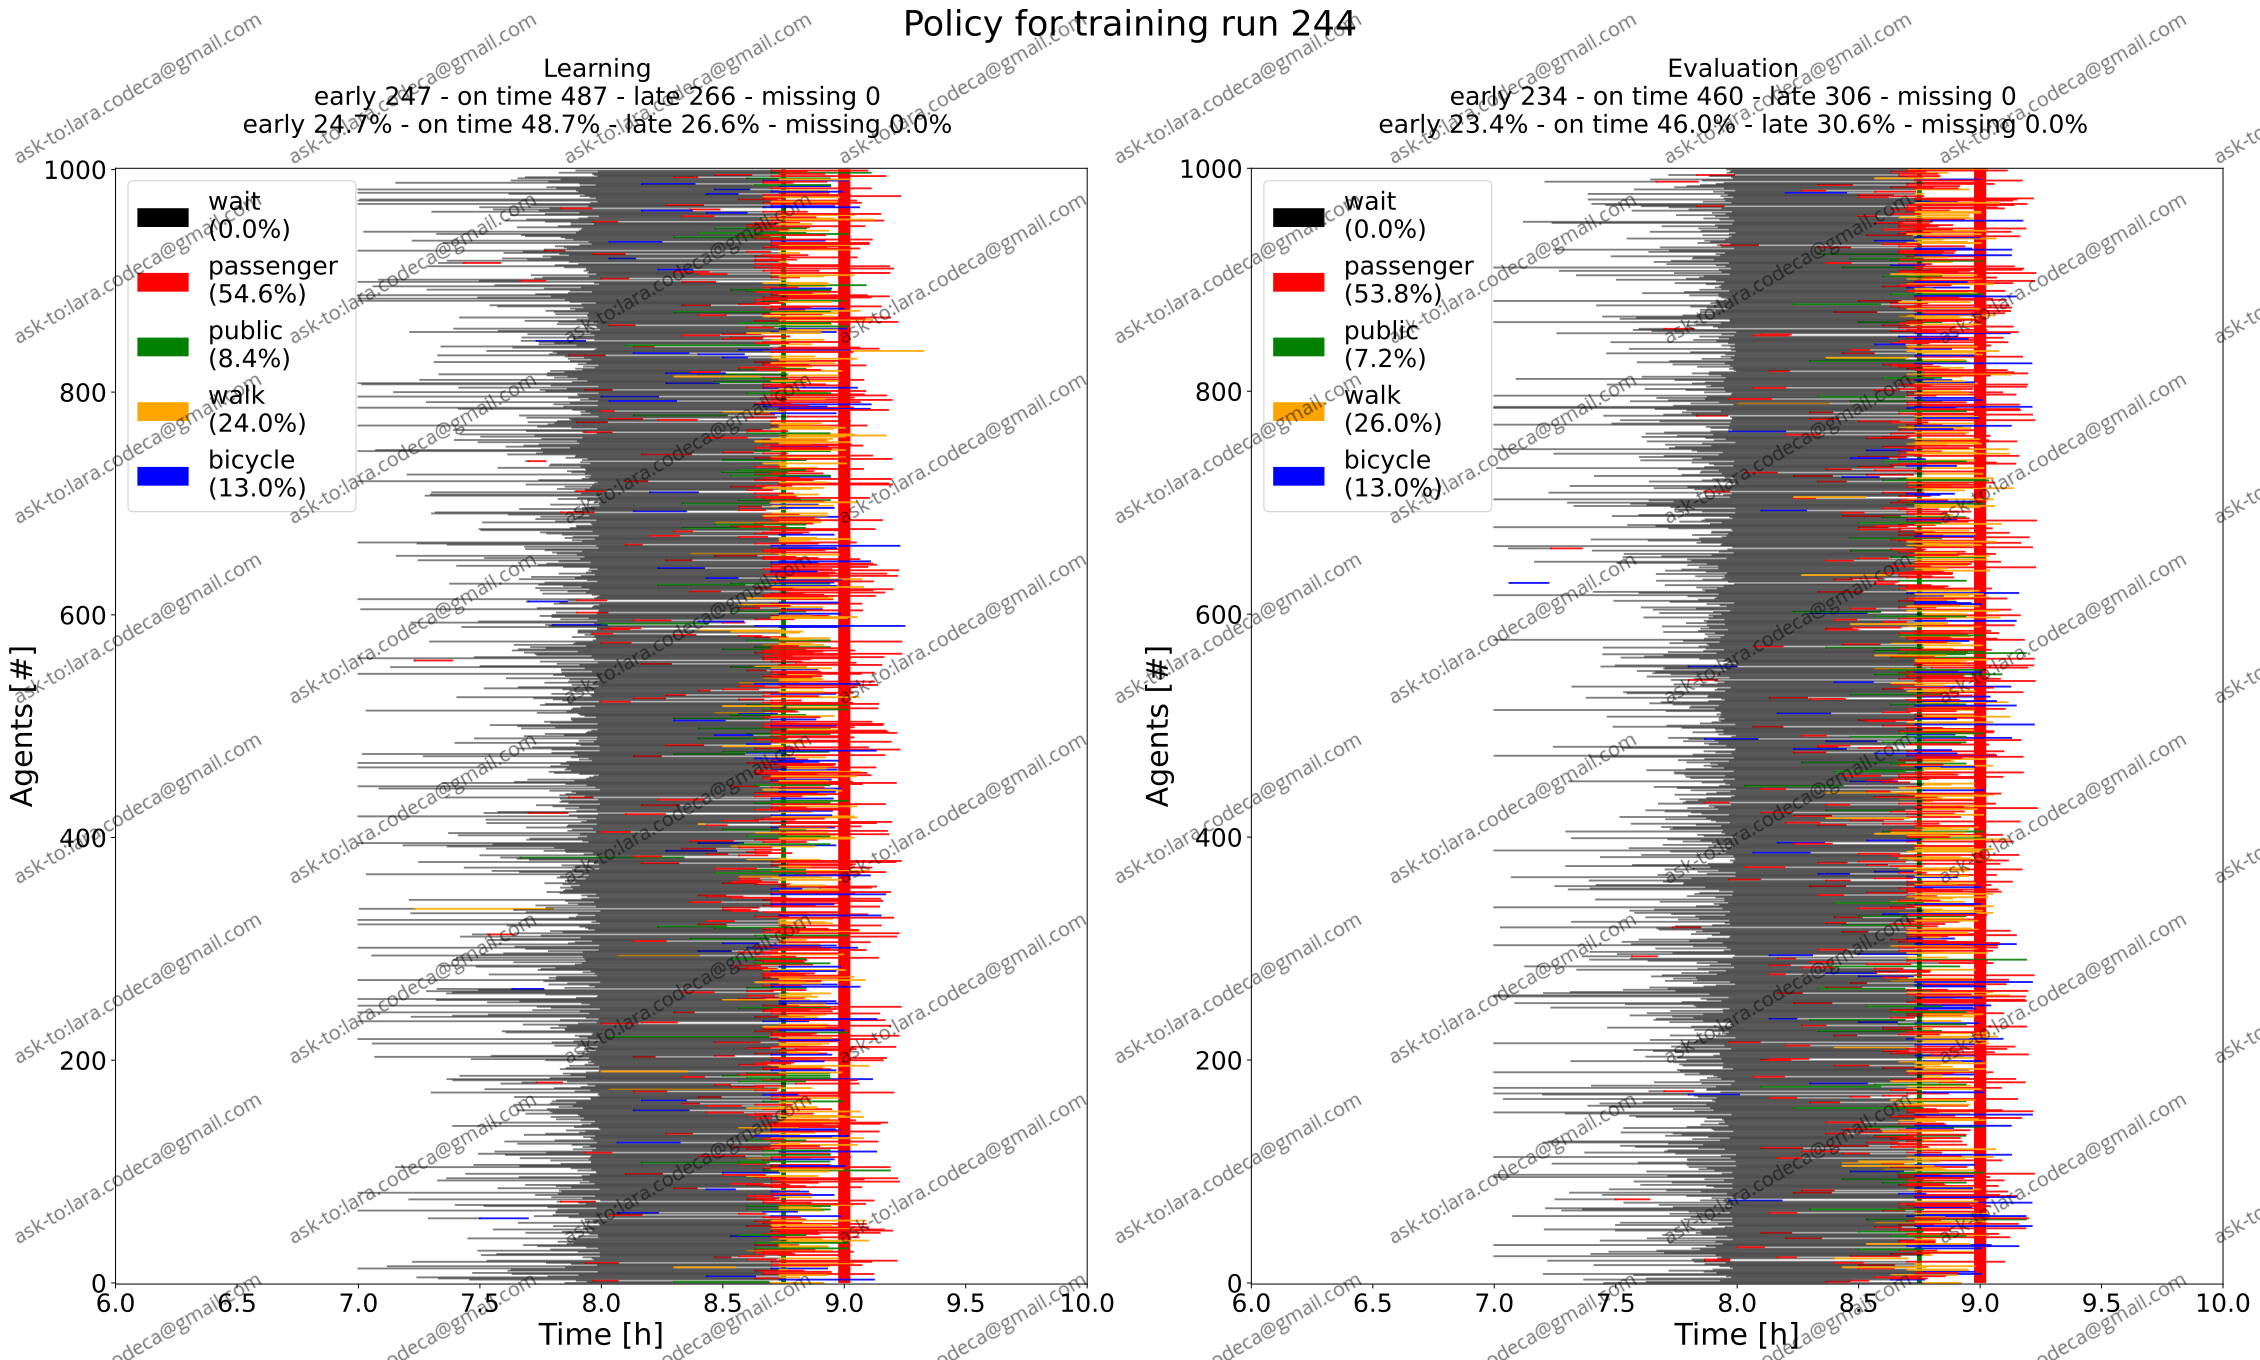 Policy for training run 244
Learning
early 247 - on time 487 - late 266 - missing 0
early 24.7% - on time 48.7% - late 26.6% - missing 0.0%
1000
800
600
400
200
0
Agents [#]
wait
(0.0%)
passenger
(54.6%)
public
(8.4%)
walk
(24.0%)
bicycle
(13.0%)
6.0 6.5 7.0 7.5 8.0 8.5 9.0 9.5 10.0
Time [h]
Evaluation
early 234 - on time 460 - late 306 - missing 0
early 23.4% - on time 46.0% - late 30.6% - missing 0.0%
1000
800
600
400
200
0
Agents [#]
wait
(0.0%)
passenger
(53.8%)
public
(7.2%)
walk
(26.0%)
bicycle
(13.0%)
6.0 6.5 7.0 7.5 8.0 8.5 9.0 9.5 10.0
Time [h]
ask-to:lara.codeca@gmail.com